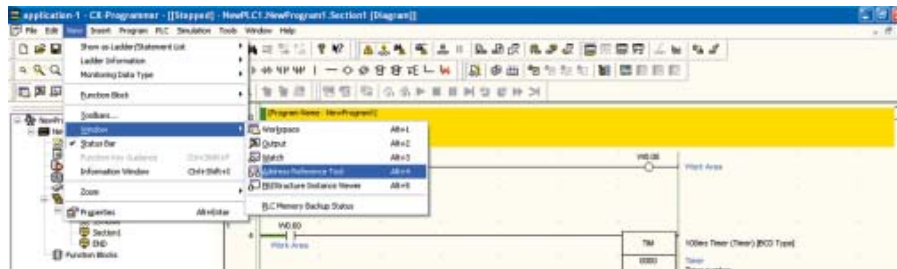 application-1 - CX-Programmer - [[Stopped] - NewPLC1.NewProgram1.Section1 [Diagram]]
File Edit View Insert Program PLC Simulation Tools Window Help
Show as Ladder/Statement List
Ladder Information
Monitoring Data Type
Function Block
Toolbars...
Window
Status Bar
Function Key Guidance Ctrl+Shift+F
Information Window Ctrl+Shift+I
Zoom
Properties Alt+Enter
Workspace Alt+1
Output Alt+2
Watch Alt+3
Address Reference Tool Alt+4
FB Structure Instance Viewer Alt+5
PLC Memory Backup Status
[Program Name : NewProgram1]
W0.00
Work Area
W0.00
Work Area
TIM
0000
100ms Timer (Timer) [BCD Type]
Timer
Section1
END
Function Blocks